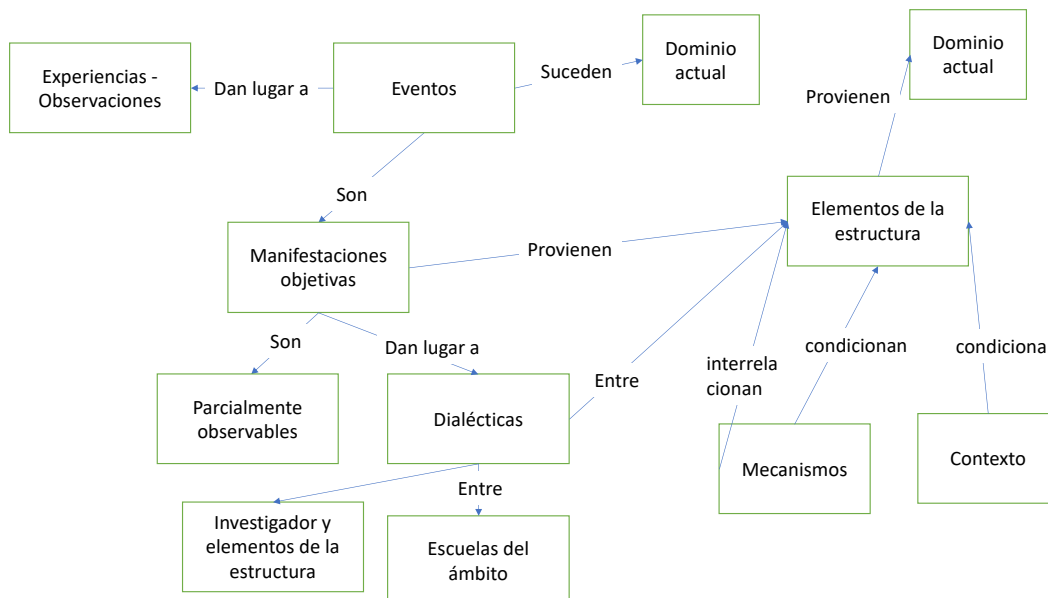 Dominio
actual
Dominio
actual
Experiencias -
Observaciones
Dan lugar a
Eventos
Suceden
Provienen
Son
Elementos de la
estructura
Manifestaciones
objetivas
Provienen
Son
Dan lugar a
interrela
cionan
condicionan
condiciona
Entre
Parcialmente
observables
Dialécticas
Mecanismos
Contexto
Entre
Investigador y
elementos de la
estructura
Escuelas del
ámbito